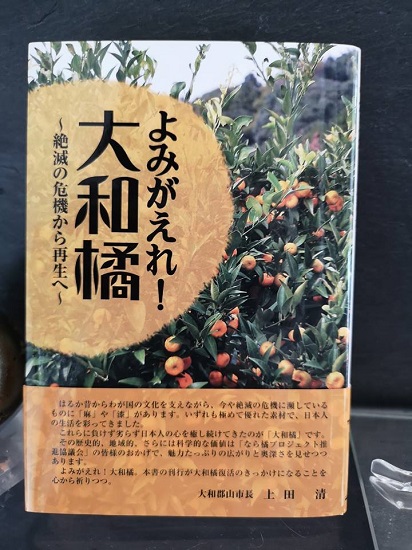 よみがえれ!
大和橘
~絶滅の危機から再生へ~
はるか昔からわが国の文化を支えながら、今や絶滅の危機に瀕している
ものに「麻」や「漆」があります。いずれも極めて優れた素材で、日本人
の生活を彩ってきました。
これらに負けず劣らず日本人の心を癒し続けてきたのが「大和橘」です。
その歴史的、地域的、さらには科学的な価値は「なら橘プロジェクト推
進協議会」の皆様のおかげで、魅力たっぷりの広がりと奥深さを見せつつ
あります。
よみがえれ!大和橘。本書の刊行が大和橘復活のきっかけになることを
心から祈りつつ。
大和郡山市長 上田 清